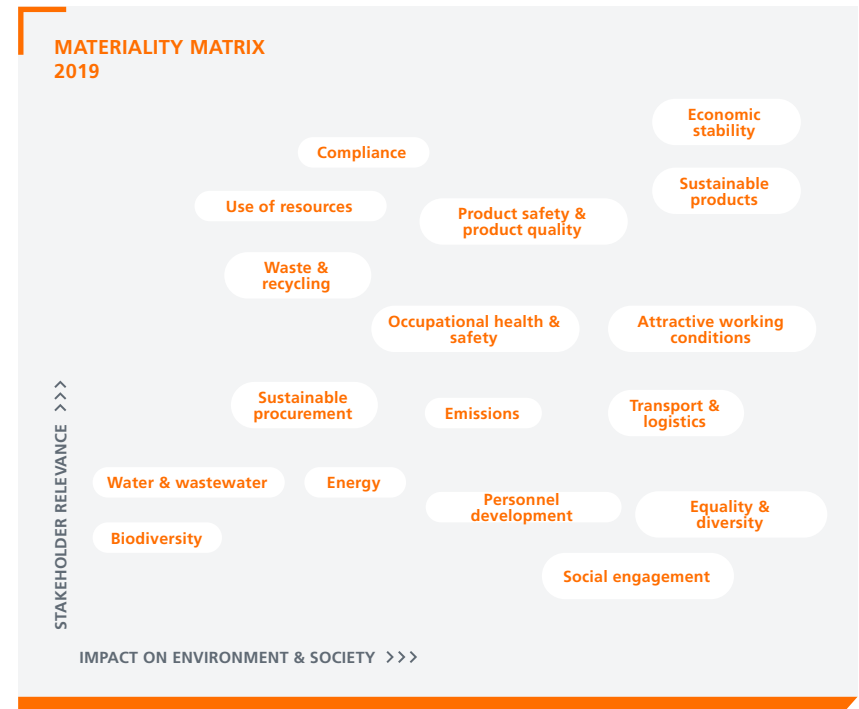 MATERIALITY MATRIX
2019
Economic
stability
Compliance
Sustainable
products
Use of resources
Product safety &
product quality
Waste &
recycling
Occupational health &
safety
Attractive working
conditions
Sustainable
procurement
Emissions
Transport &
logistics
Water & wastewater
Energy
Personnel
development
Equality &
diversity
Biodiversity
Social engagement
STAKEHOLDER RELEVANCE >>>
IMPACT ON ENVIRONMENT & SOCIETY >>>